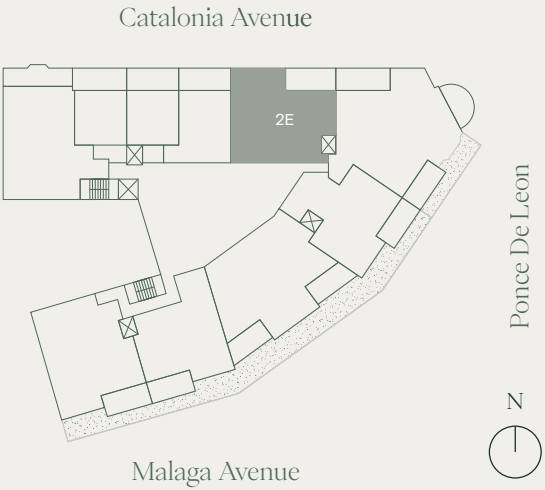 Catalonia Avenue
2E
Ponce De Leon
N
Malaga Avenue